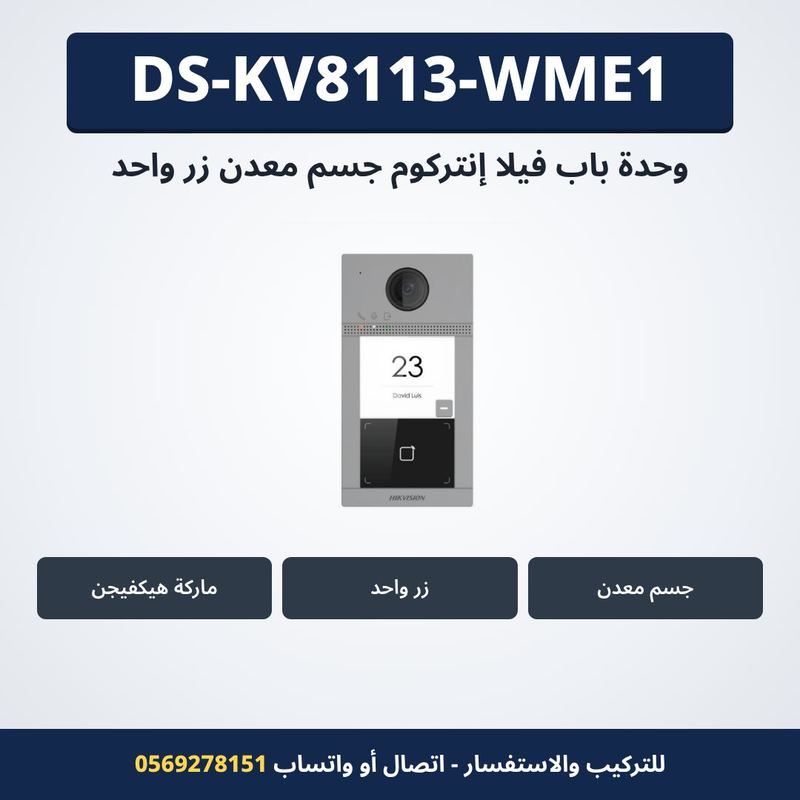 DS-KV8113-WME1
وحدة باب فيلا إنتركوم جسم معدن زر واحد
23
David Luis
HIKVISION
جسم معدن
زر واحد
ماركة هيكفيجن
للتركيب والاستفسار - اتصال أو واتساب 0569278151